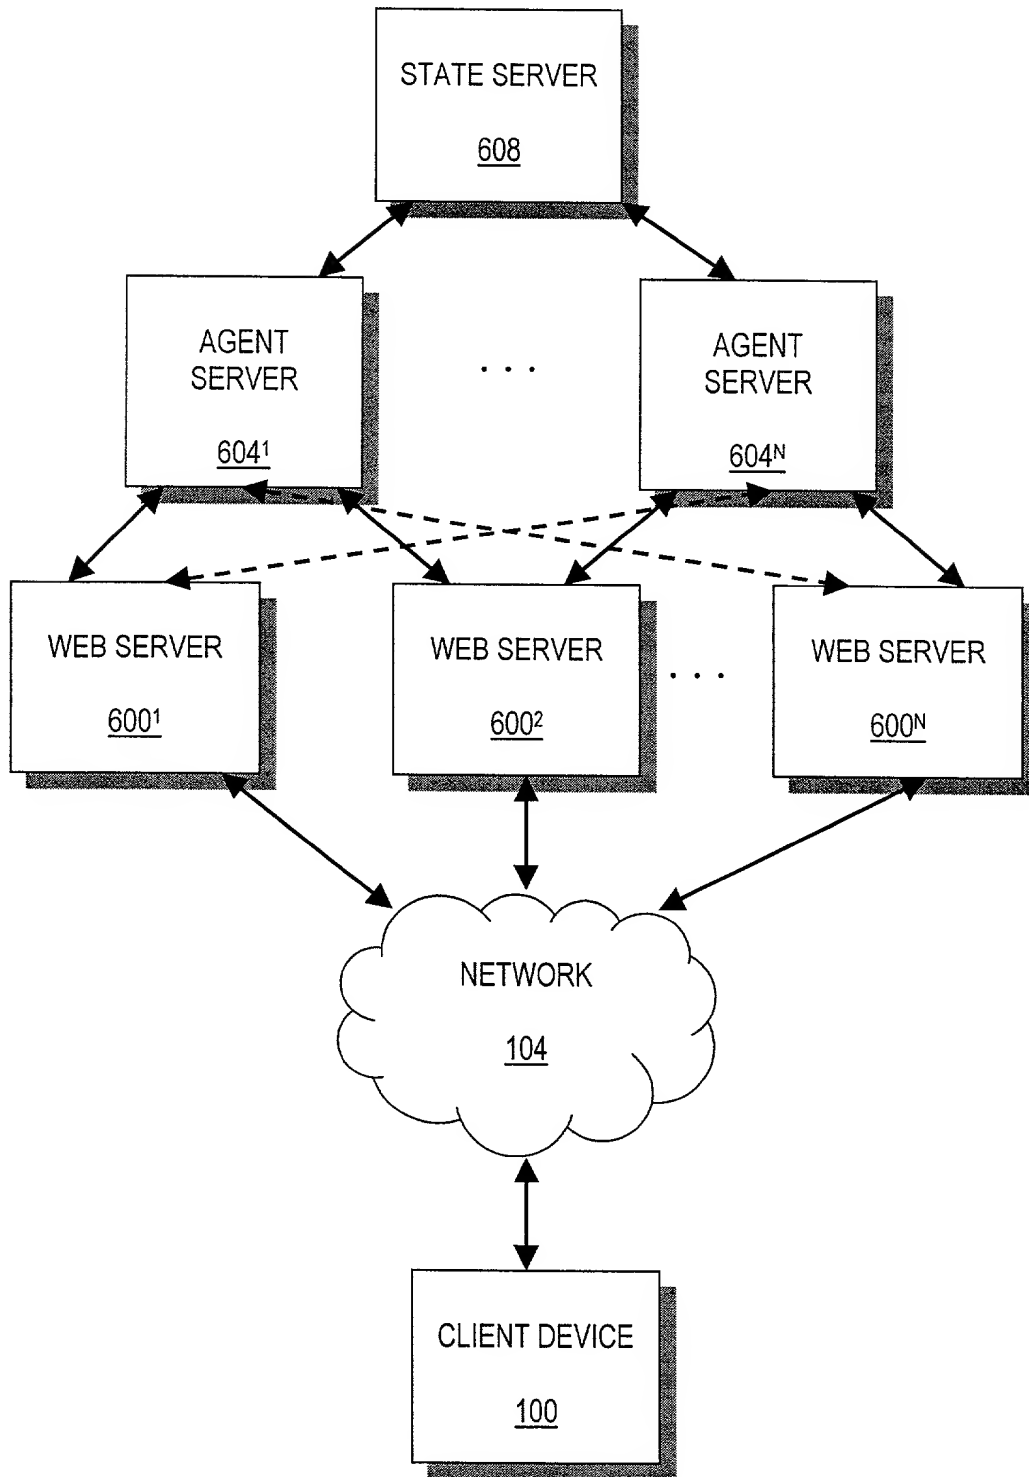 STATE SERVER
608
AGENT
SERVER
604¹
. . .
AGENT
SERVER
604ᴺ
WEB SERVER
600¹
WEB SERVER
600²
. . .
WEB SERVER
600ᴺ
NETWORK
104
CLIENT DEVICE
100